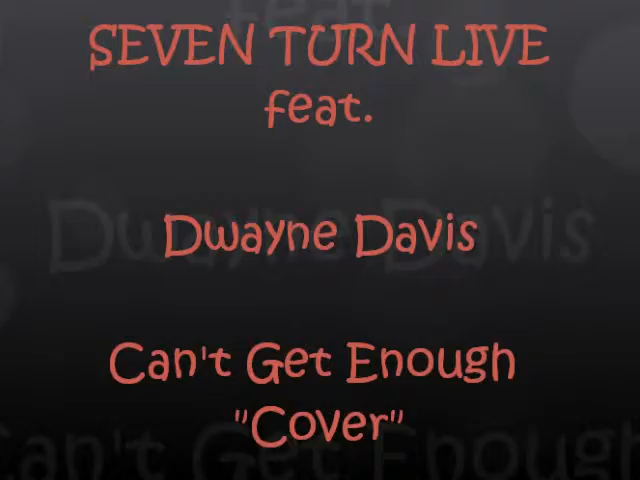 SEVEN TURN LIVE
feat.
Dwayne Davis
Can't Get Enough
"Cover"